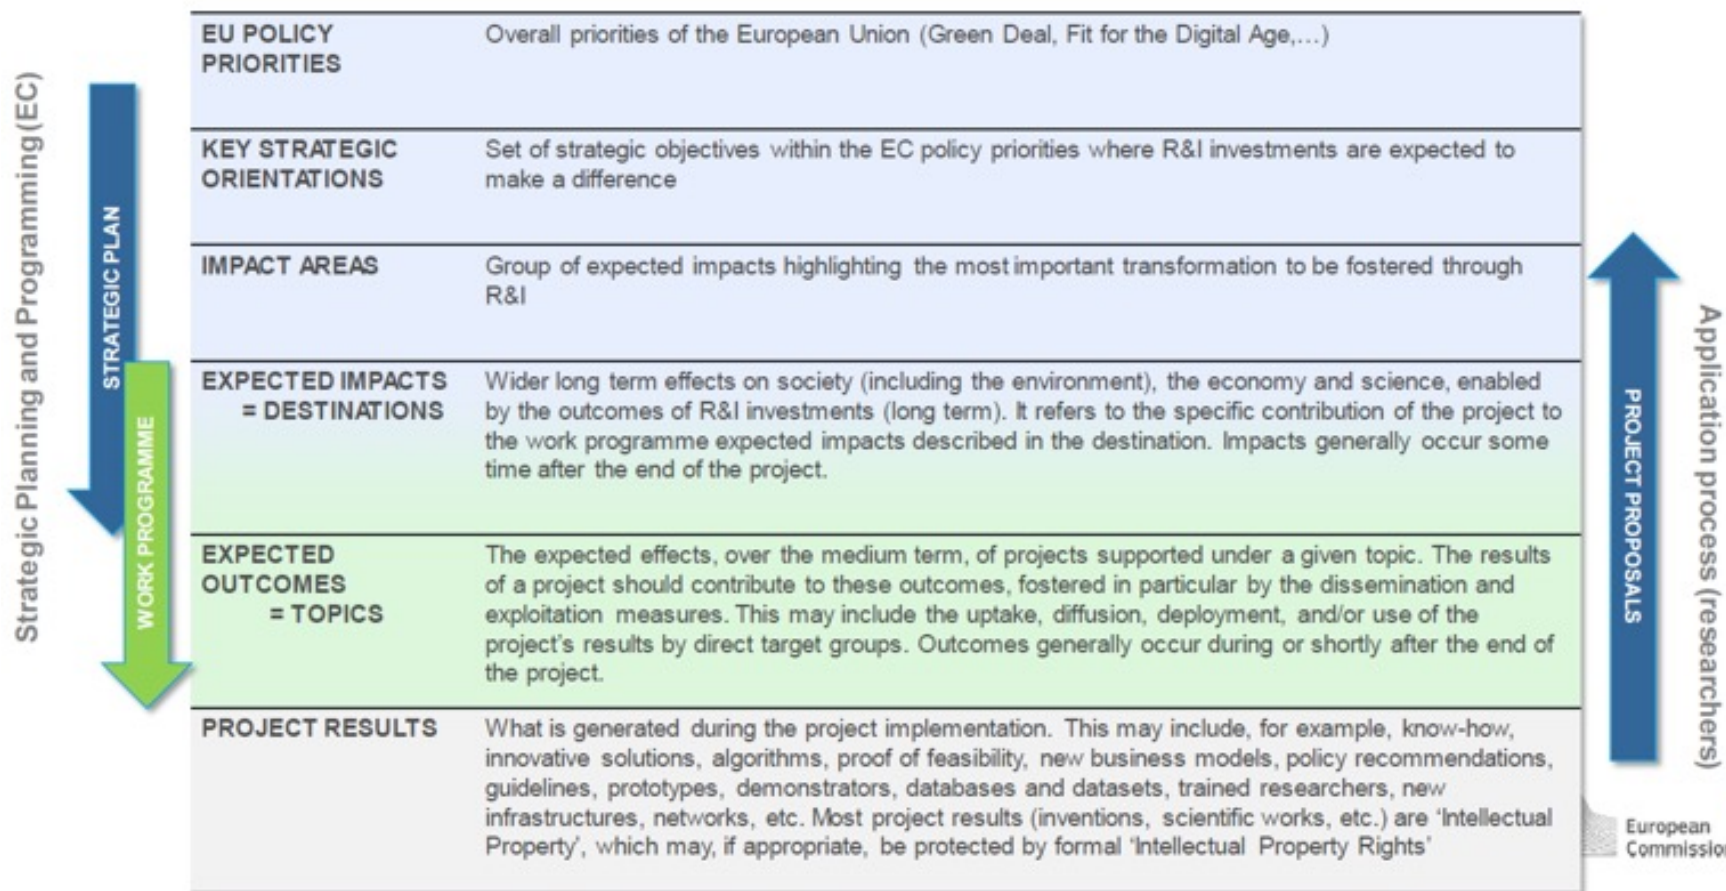 Strategic Planning and Programming (EC)
STRATEGIC PLAN
WORK PROGRAMME
EU POLICY
PRIORITIES
Overall priorities of the European Union (Green Deal, Fit for the Digital Age,…)
KEY STRATEGIC
ORIENTATIONS
Set of strategic objectives within the EC policy priorities where R&I investments are expected to
make a difference
IMPACT AREAS
Group of expected impacts highlighting the most important transformation to be fostered through
R&I
EXPECTED IMPACTS
= DESTINATIONS
Wider long term effects on society (including the environment), the economy and science, enabled
by the outcomes of R&I investments (long term). It refers to the specific contribution of the project to
the work programme expected impacts described in the destination. Impacts generally occur some
time after the end of the project.
EXPECTED
OUTCOMES
= TOPICS
The expected effects, over the medium term, of projects supported under a given topic. The results
of a project should contribute to these outcomes, fostered in particular by the dissemination and
exploitation measures. This may include the uptake, diffusion, deployment, and/or use of the
project's results by direct target groups. Outcomes generally occur during or shortly after the end of
the project.
PROJECT RESULTS
What is generated during the project implementation. This may include, for example, know-how,
innovative solutions, algorithms, proof of feasibility, new business models, policy recommendations,
guidelines, prototypes, demonstrators, databases and datasets, trained researchers, new
infrastructures, networks, etc. Most project results (inventions, scientific works, etc.) are 'Intellectual
Property', which may, if appropriate, be protected by formal 'Intellectual Property Rights'
PROJECT PROPOSALS
Application process (researchers)
European
Commission